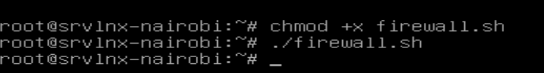 root@srvlnx-nairobi:~# chmod +x firewall.sh
root@srvlnx-nairobi:~# ./firewall.sh
root@srvlnx-nairobi:~# _